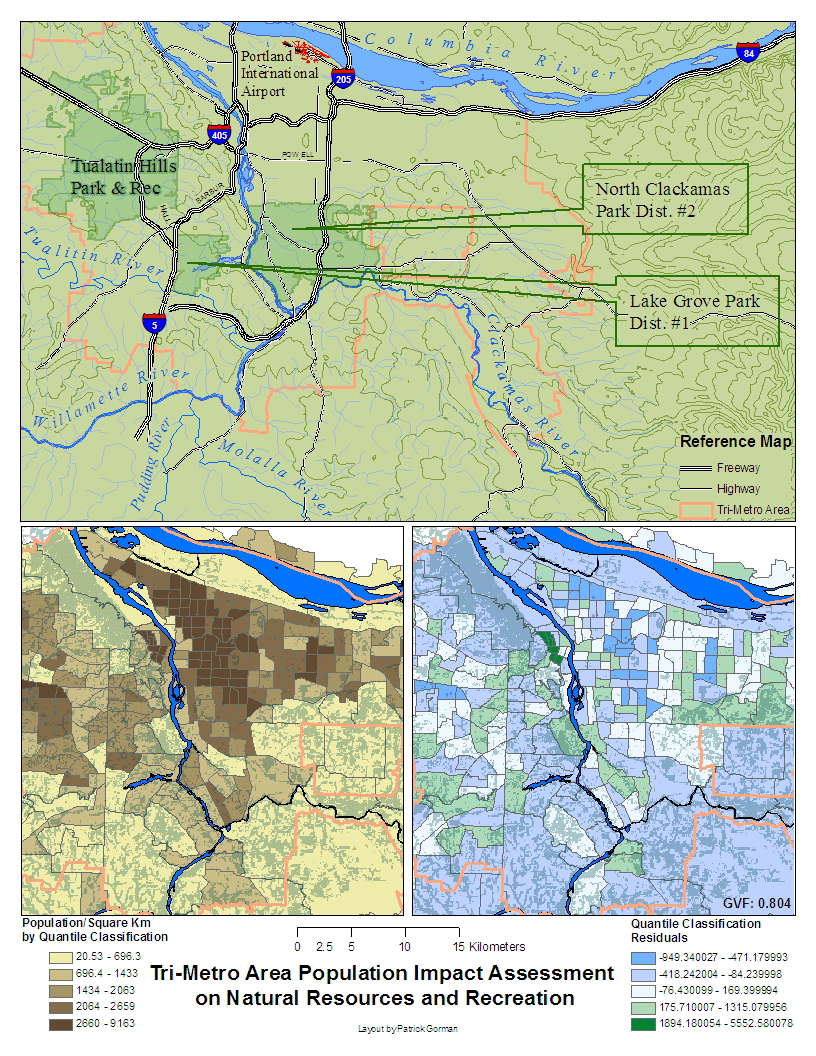 Columbia River
84
Portland
International
Airport
205
405
POWELL
Tualatin Hills
Park & Rec
BARBUR
HALL
North Clackamas
Park Dist. #2
Tualitin River
Lake Grove Park
Dist. #1
5
Clackamas River
Willamette River
Pudding River
Molalla River
Reference Map
Freeway
Highway
Tri-Metro Area
GVF: 0.804
Population/Square Km
by Quantile Classification
20.53 - 696.3
696.4 - 1433
1434 - 2063
2064 - 2659
2660 - 9163
0 2.5 5 10 15 Kilometers
Tri-Metro Area Population Impact Assessment
on Natural Resources and Recreation
Layout by Patrick Gorman
Quantile Classification
Residuals
-949.340027 - -471.179993
-418.242004 - -84.239998
-76.430099 - 169.399994
175.710007 - 1315.079956
1894.180054 - 5552.580078